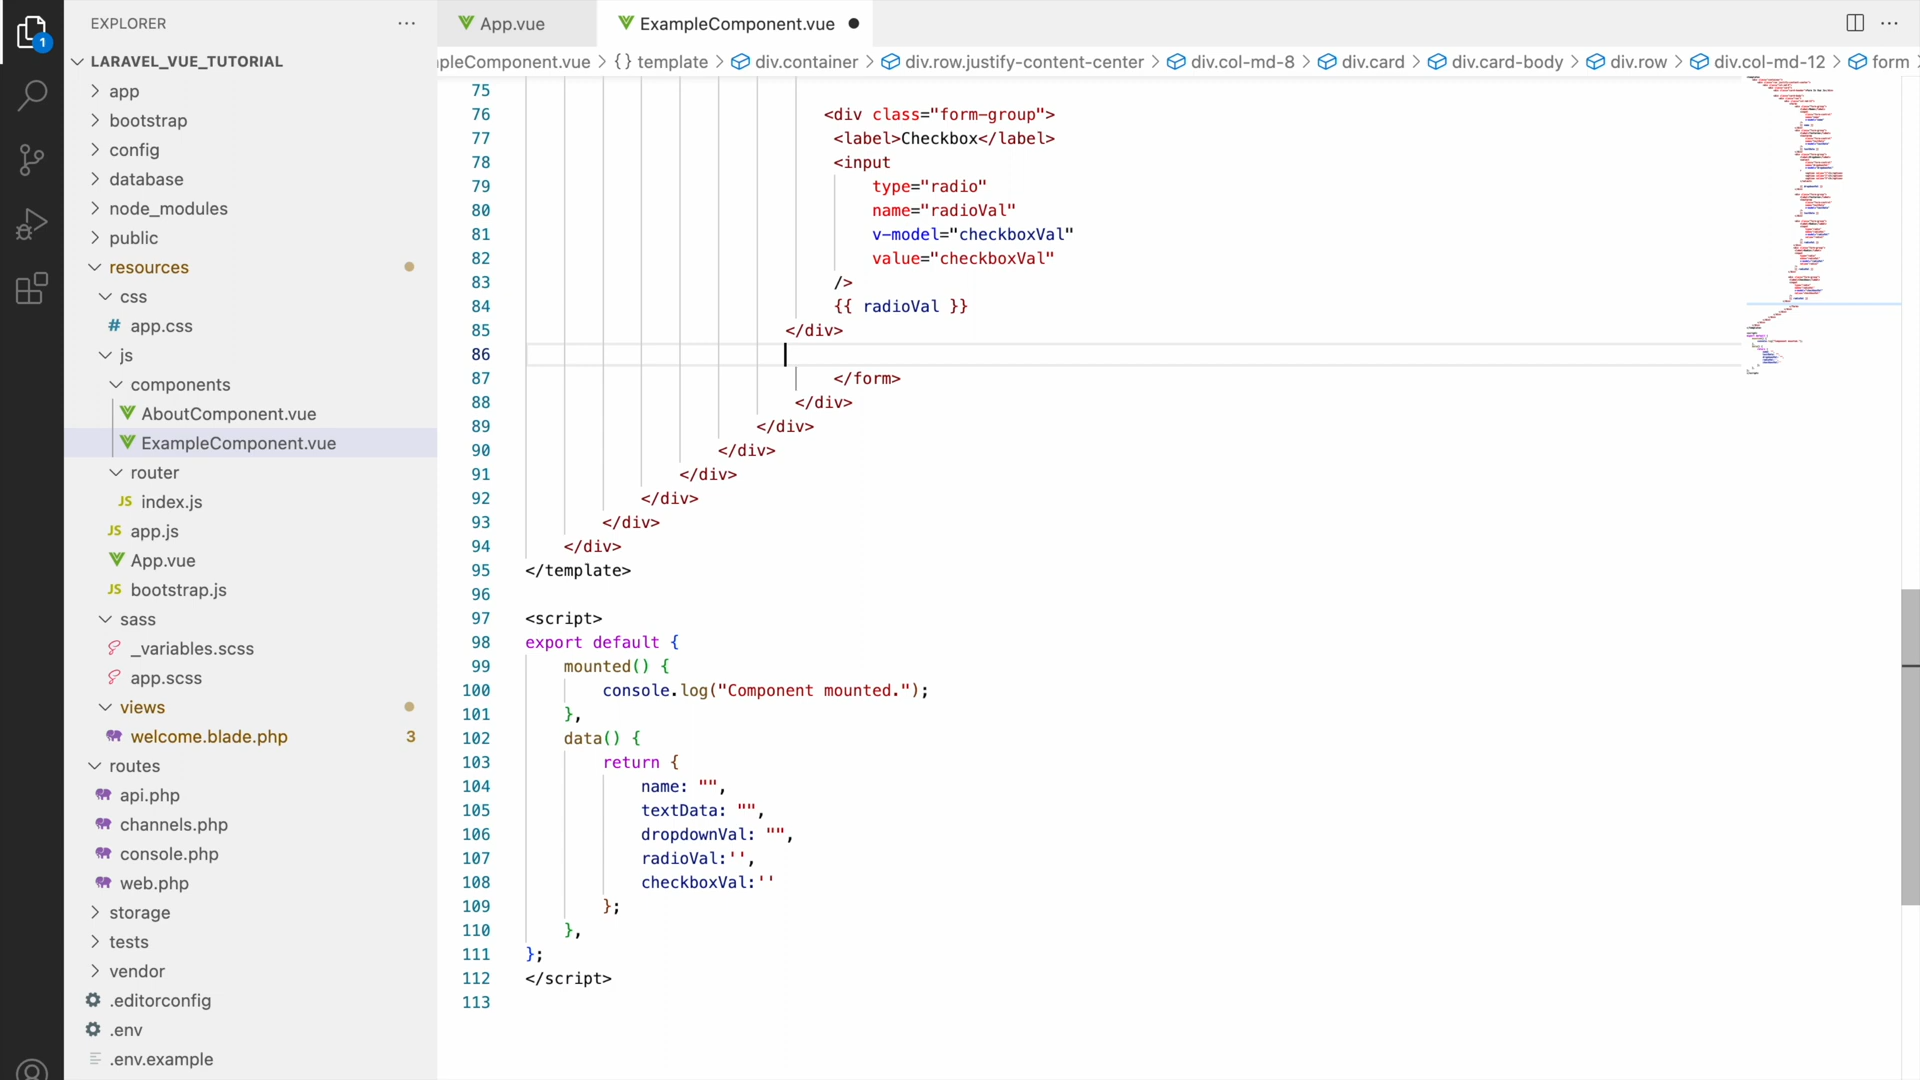 EXPLORER
App.vue
ExampleComponent.vue
1
pleComponent.vue > {} template > div.container > div.row.justify-content-center > div.col-md-8 > div.card > div.card-body > div.row > div.col-md-12 > form
LARAVEL_VUE_TUTORIAL
app
bootstrap
config
database
node_modules
public
resources
css
# app.css
js
components
AboutComponent.vue
ExampleComponent.vue
router
JS index.js
JS app.js
App.vue
JS bootstrap.js
sass
_variables.scss
app.scss
views
welcome.blade.php 3
routes
api.php
channels.php
console.php
web.php
storage
tests
vendor
.editorconfig
.env
.env.example
75
76 <div class="form-group">
77 <label>Checkbox</label>
78 <input
79 type="radio"
80 name="radioVal"
81 v-model="checkboxVal"
82 value="checkboxVal"
83 />
84 {{ radioVal }}
85 </div>
86
87 </form>
88 </div>
89 </div>
90 </div>
91 </div>
92 </div>
93 </div>
94 </div>
95 </template>
96
97 <script>
98 export default {
99 mounted() {
100 console.log("Component mounted.");
101 },
102 data() {
103 return {
104 name: "",
105 textData: "",
106 dropdownVal: "",
107 radioVal:'',
108 checkboxVal:''
109 };
110 },
111 };
112 </script>
113